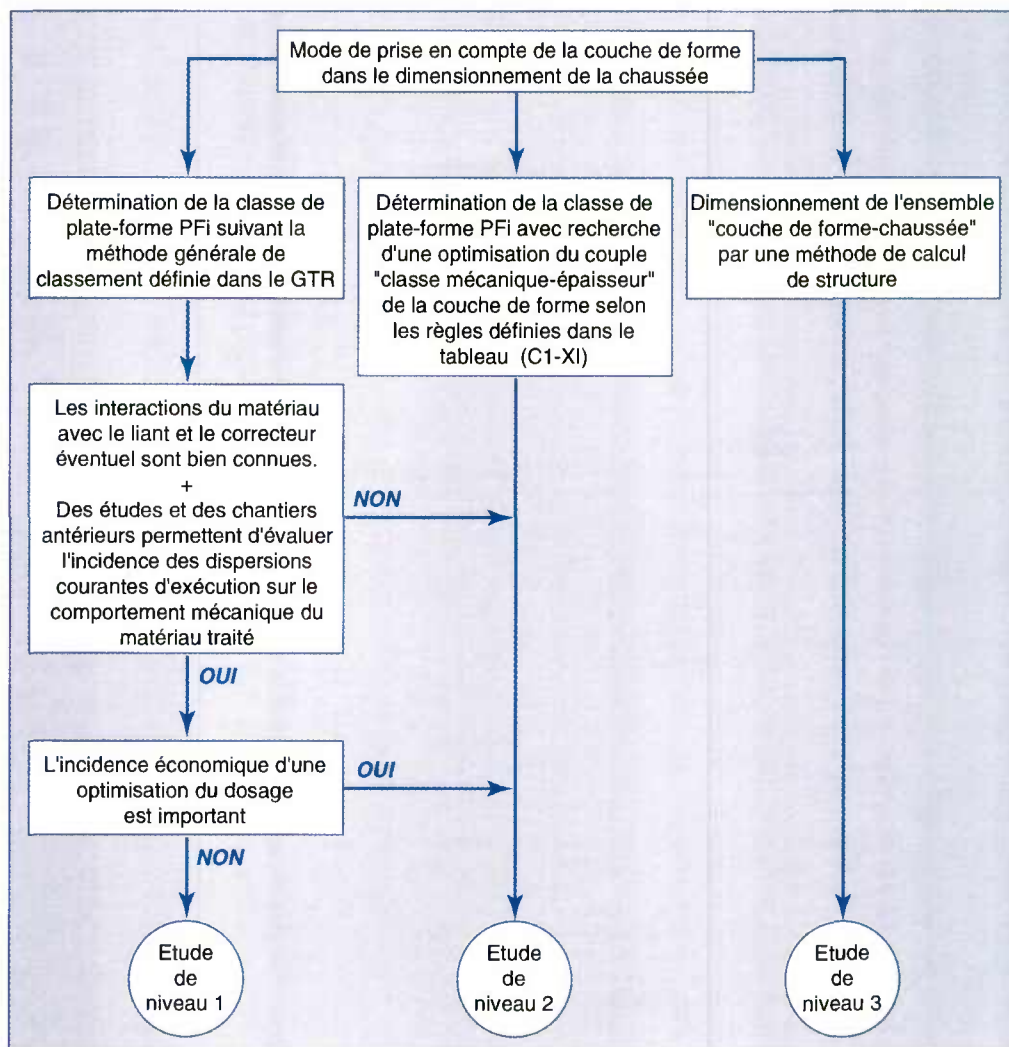 Mode de prise en compte de la couche de forme
dans le dimensionnement de la chaussée
Détermination de la classe de
plate-forme PFi suivant la
méthode générale de
classement définie dans le GTR
Détermination de la classe de
plate-forme PFi avec recherche
d'une optimisation du couple
"classe mécanique-épaisseur"
de la couche de forme selon
les règles définies dans le
tableau (C1-XI)
Dimensionnement de l'ensemble
"couche de forme-chaussée"
par une méthode de calcul
de structure
Les interactions du matériau
avec le liant et le correcteur
éventuel sont bien connues.
+
Des études et des chantiers
antérieurs permettent d'évaluer
l'incidence des dispersions
courantes d'exécution sur le
comportement mécanique du
matériau traité
NON
OUI
L'incidence économique d'une
optimisation du dosage
est important
OUI
NON
Etude
de
niveau 1
Etude
de
niveau 2
Etude
de
niveau 3